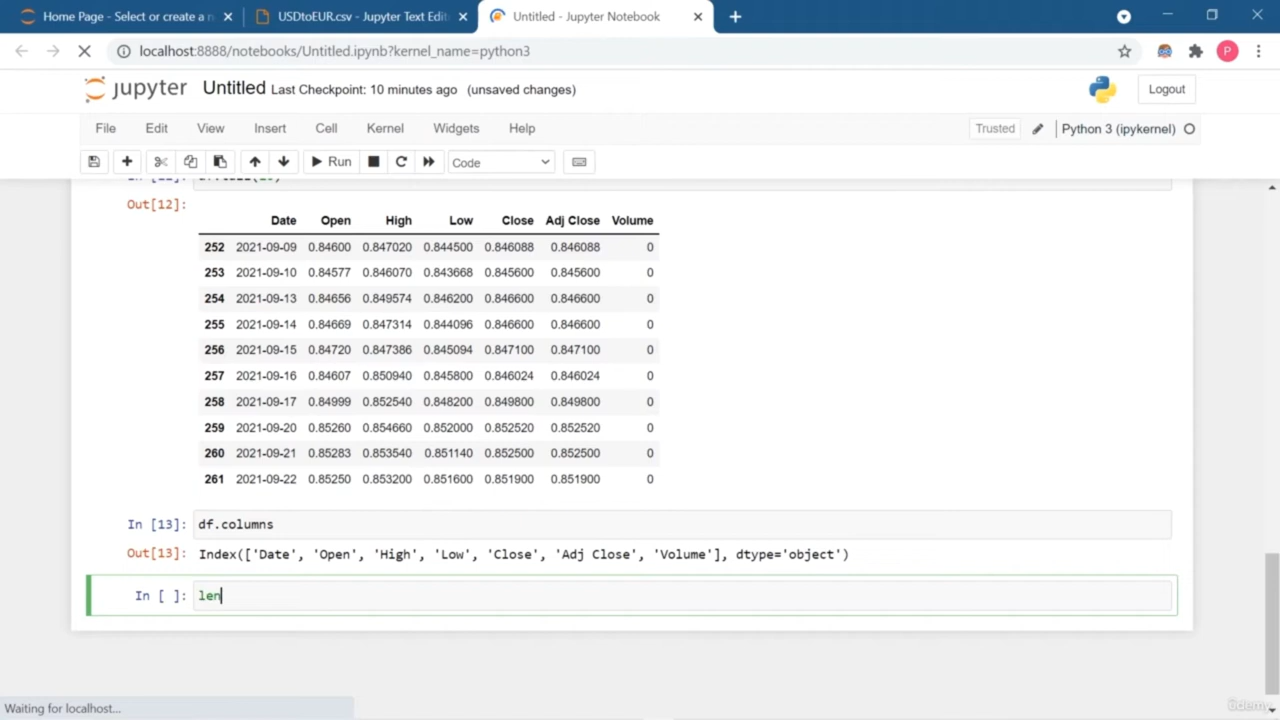 Home Page - Select or create a n
USDtoEUR.csv - Jupyter Text Edit
Untitled - Jupyter Notebook
localhost:8888/notebooks/Untitled.ipynb?kernel_name=python3
P
jupyter Untitled Last Checkpoint: 10 minutes ago (unsaved changes)
Logout
File Edit View Insert Cell Kernel Widgets Help
Trusted Python 3 (ipykernel)
Run Code
Out[12]:
Date Open High Low Close Adj Close Volume
252 2021-09-09 0.84600 0.847020 0.844500 0.846088 0.846088 0
253 2021-09-10 0.84577 0.846070 0.843668 0.845600 0.845600 0
254 2021-09-13 0.84656 0.849574 0.846200 0.846600 0.846600 0
255 2021-09-14 0.84669 0.847314 0.844096 0.846600 0.846600 0
256 2021-09-15 0.84720 0.847386 0.845094 0.847100 0.847100 0
257 2021-09-16 0.84607 0.850940 0.845800 0.846024 0.846024 0
258 2021-09-17 0.84999 0.852540 0.848200 0.849800 0.849800 0
259 2021-09-20 0.85260 0.854660 0.852000 0.852520 0.852520 0
260 2021-09-21 0.85283 0.853540 0.851140 0.852500 0.852500 0
261 2021-09-22 0.85250 0.853200 0.851600 0.851900 0.851900 0
In [13]: df.columns
Out[13]: Index(['Date', 'Open', 'High', 'Low', 'Close', 'Adj Close', 'Volume'], dtype='object')
In [ ]: len
Waiting for localhost...
Udemy